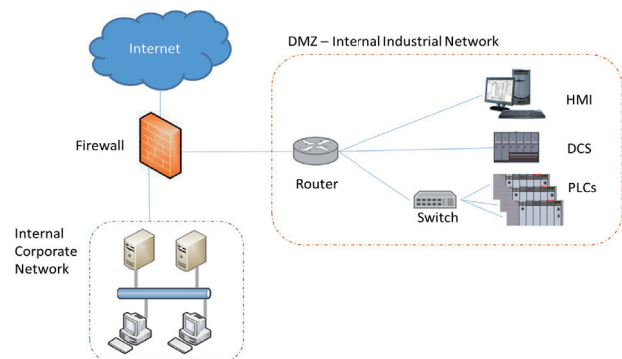 Internet
DMZ – Internal Industrial Network
HMI
Firewall
DCS
Router
PLCs
Switch
Internal
Corporate
Network